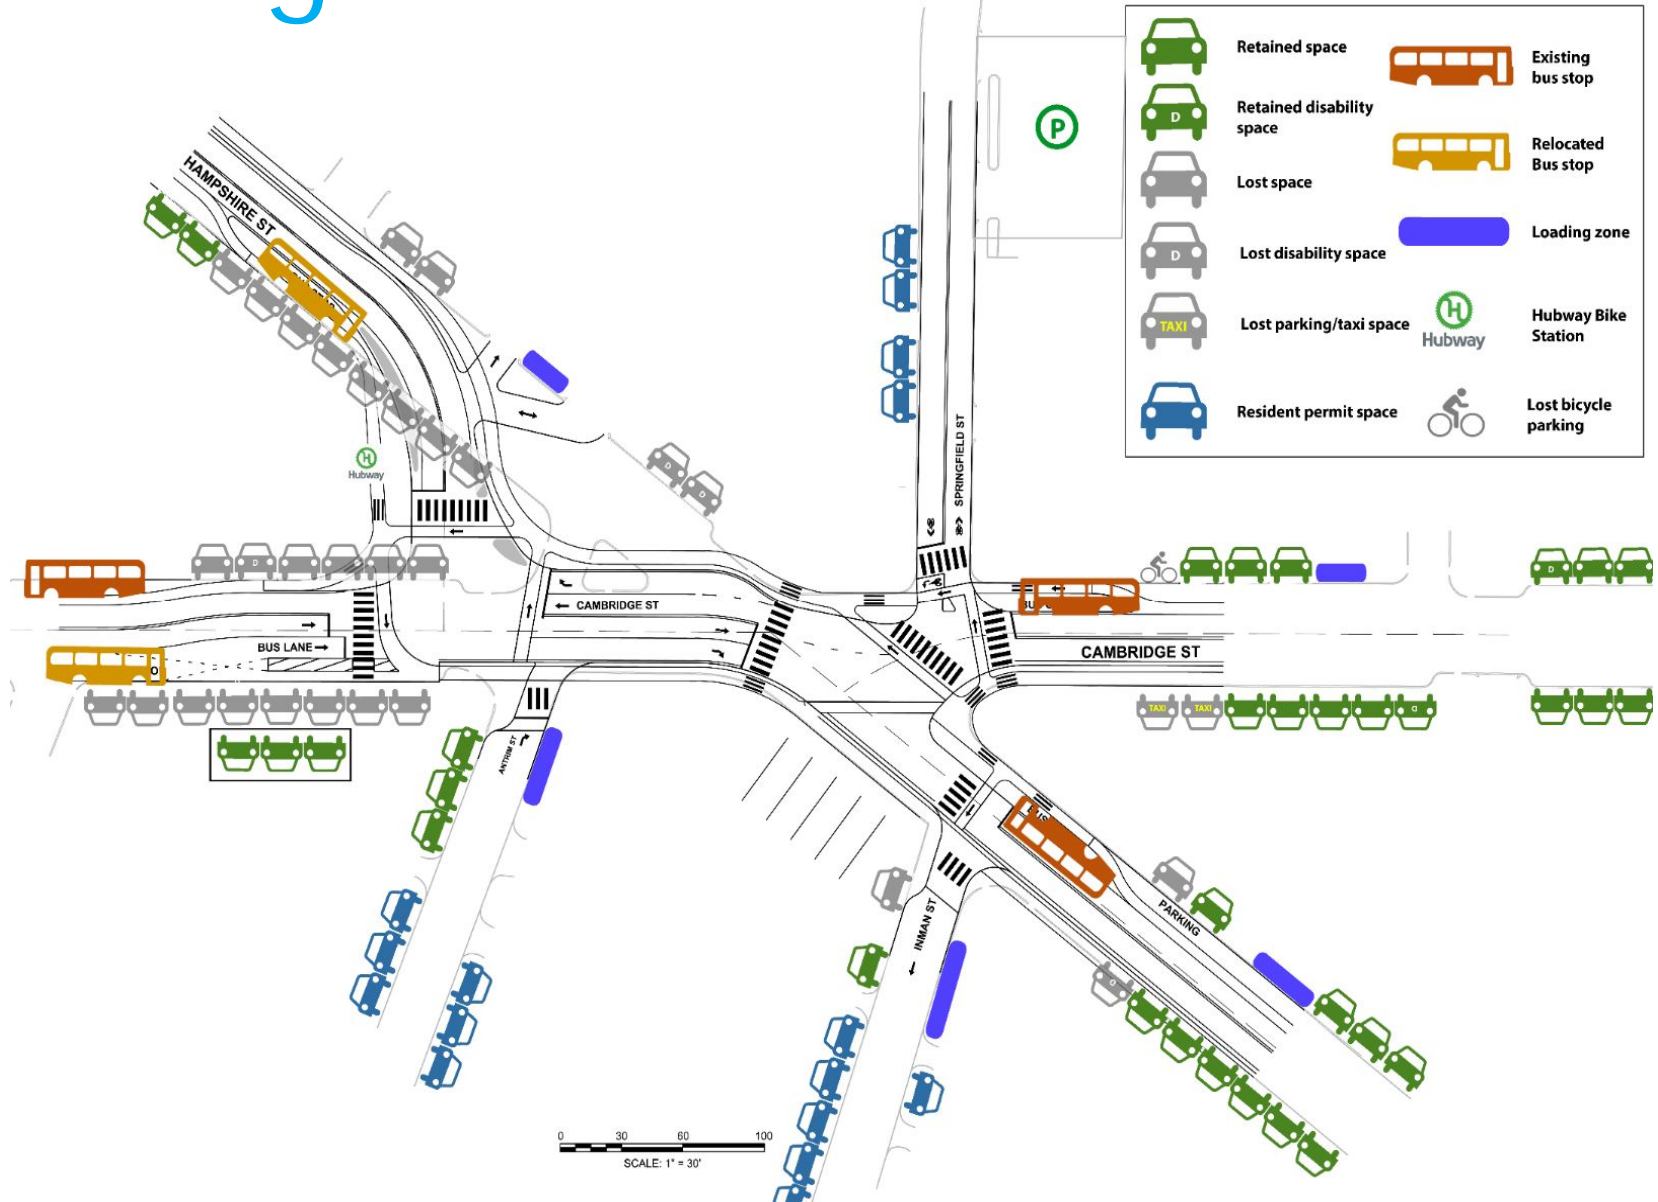 g
Retained space
Retained disability
space
Lost space
Lost disability space
Lost parking/taxi space
Resident permit space
Existing
bus stop
Relocated
Bus stop
Loading zone
Hubway Bike
Station
Lost bicycle
parking
D
D
TAXI
H
Hubway
P
HAMPSHIRE ST
H
Hubway
D
D
D
SPRINGFIELD ST
CAMBRIDGE ST
BUS LANE
CAMBRIDGE ST
D
TAXI
TAXI
D
ANTRIM ST
INMAN ST
BUS
PARKING
0 30 60 100
SCALE: 1" = 30'